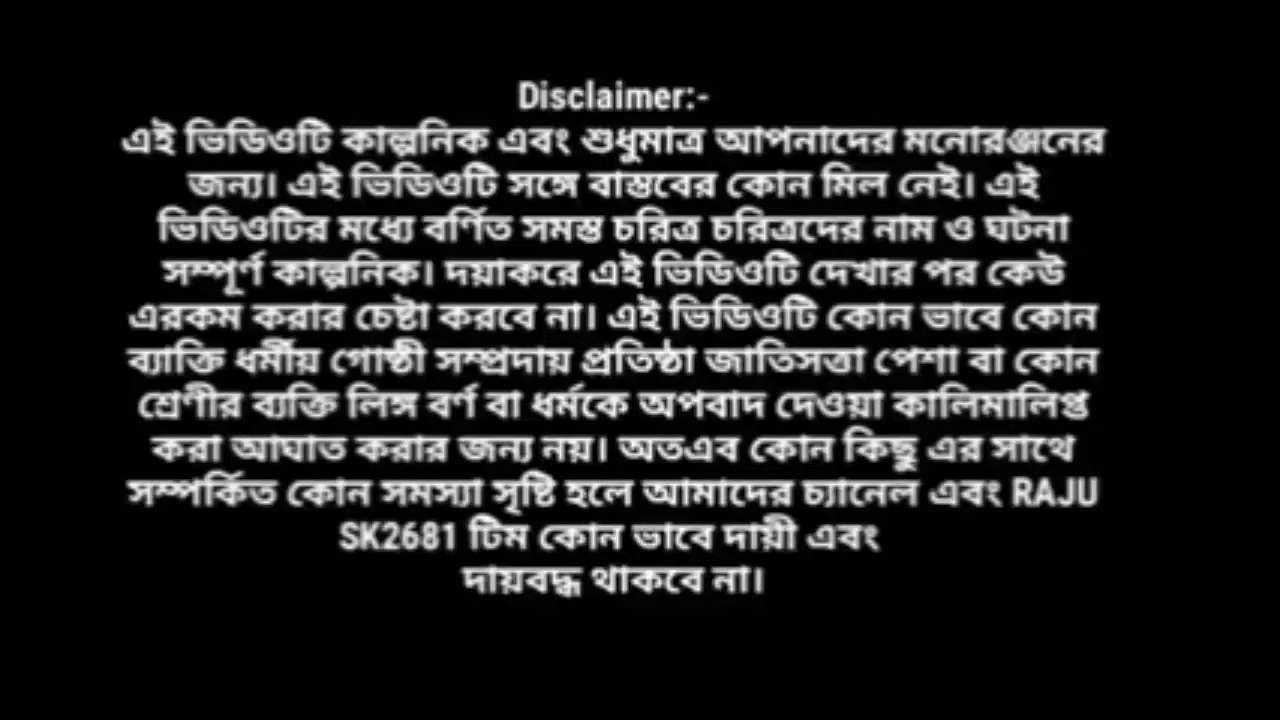 Disclaimer:-
এই ভিডিওটি কাল্পনিক এবং শুধুমাত্র আপনাদের মনোরঞ্জনের
জন্য। এই ভিডিওটি সঙ্গে বাস্তবের কোন মিল নেই। এই
ভিডিওটির মধ্যে বর্ণিত সমস্ত চরিত্র চরিত্রদের নাম ও ঘটনা
সম্পূর্ণ কাল্পনিক। দয়াকরে এই ভিডিওটি দেখার পর কেউ
এরকম করার চেষ্টা করবে না। এই ভিডিওটি কোন ভাবে কোন
ব্যাক্তি ধর্মীয় গোষ্ঠী সম্প্রদায় প্রতিষ্ঠা জাতিসত্তা পেশা বা কোন
শ্রেণীর ব্যক্তি লিঙ্গ বর্ণ বা ধর্মকে অপবাদ দেওয়া কালিমালিপ্ত
করা আঘাত করার জন্য নয়। অতএব কোন কিছু এর সাথে
সম্পর্কিত কোন সমস্যা সৃষ্টি হলে আমাদের চ্যানেল এবং RAJU
SK2681 টিম কোন ভাবে দায়ী এবং
দায়বদ্ধ থাকবে না।